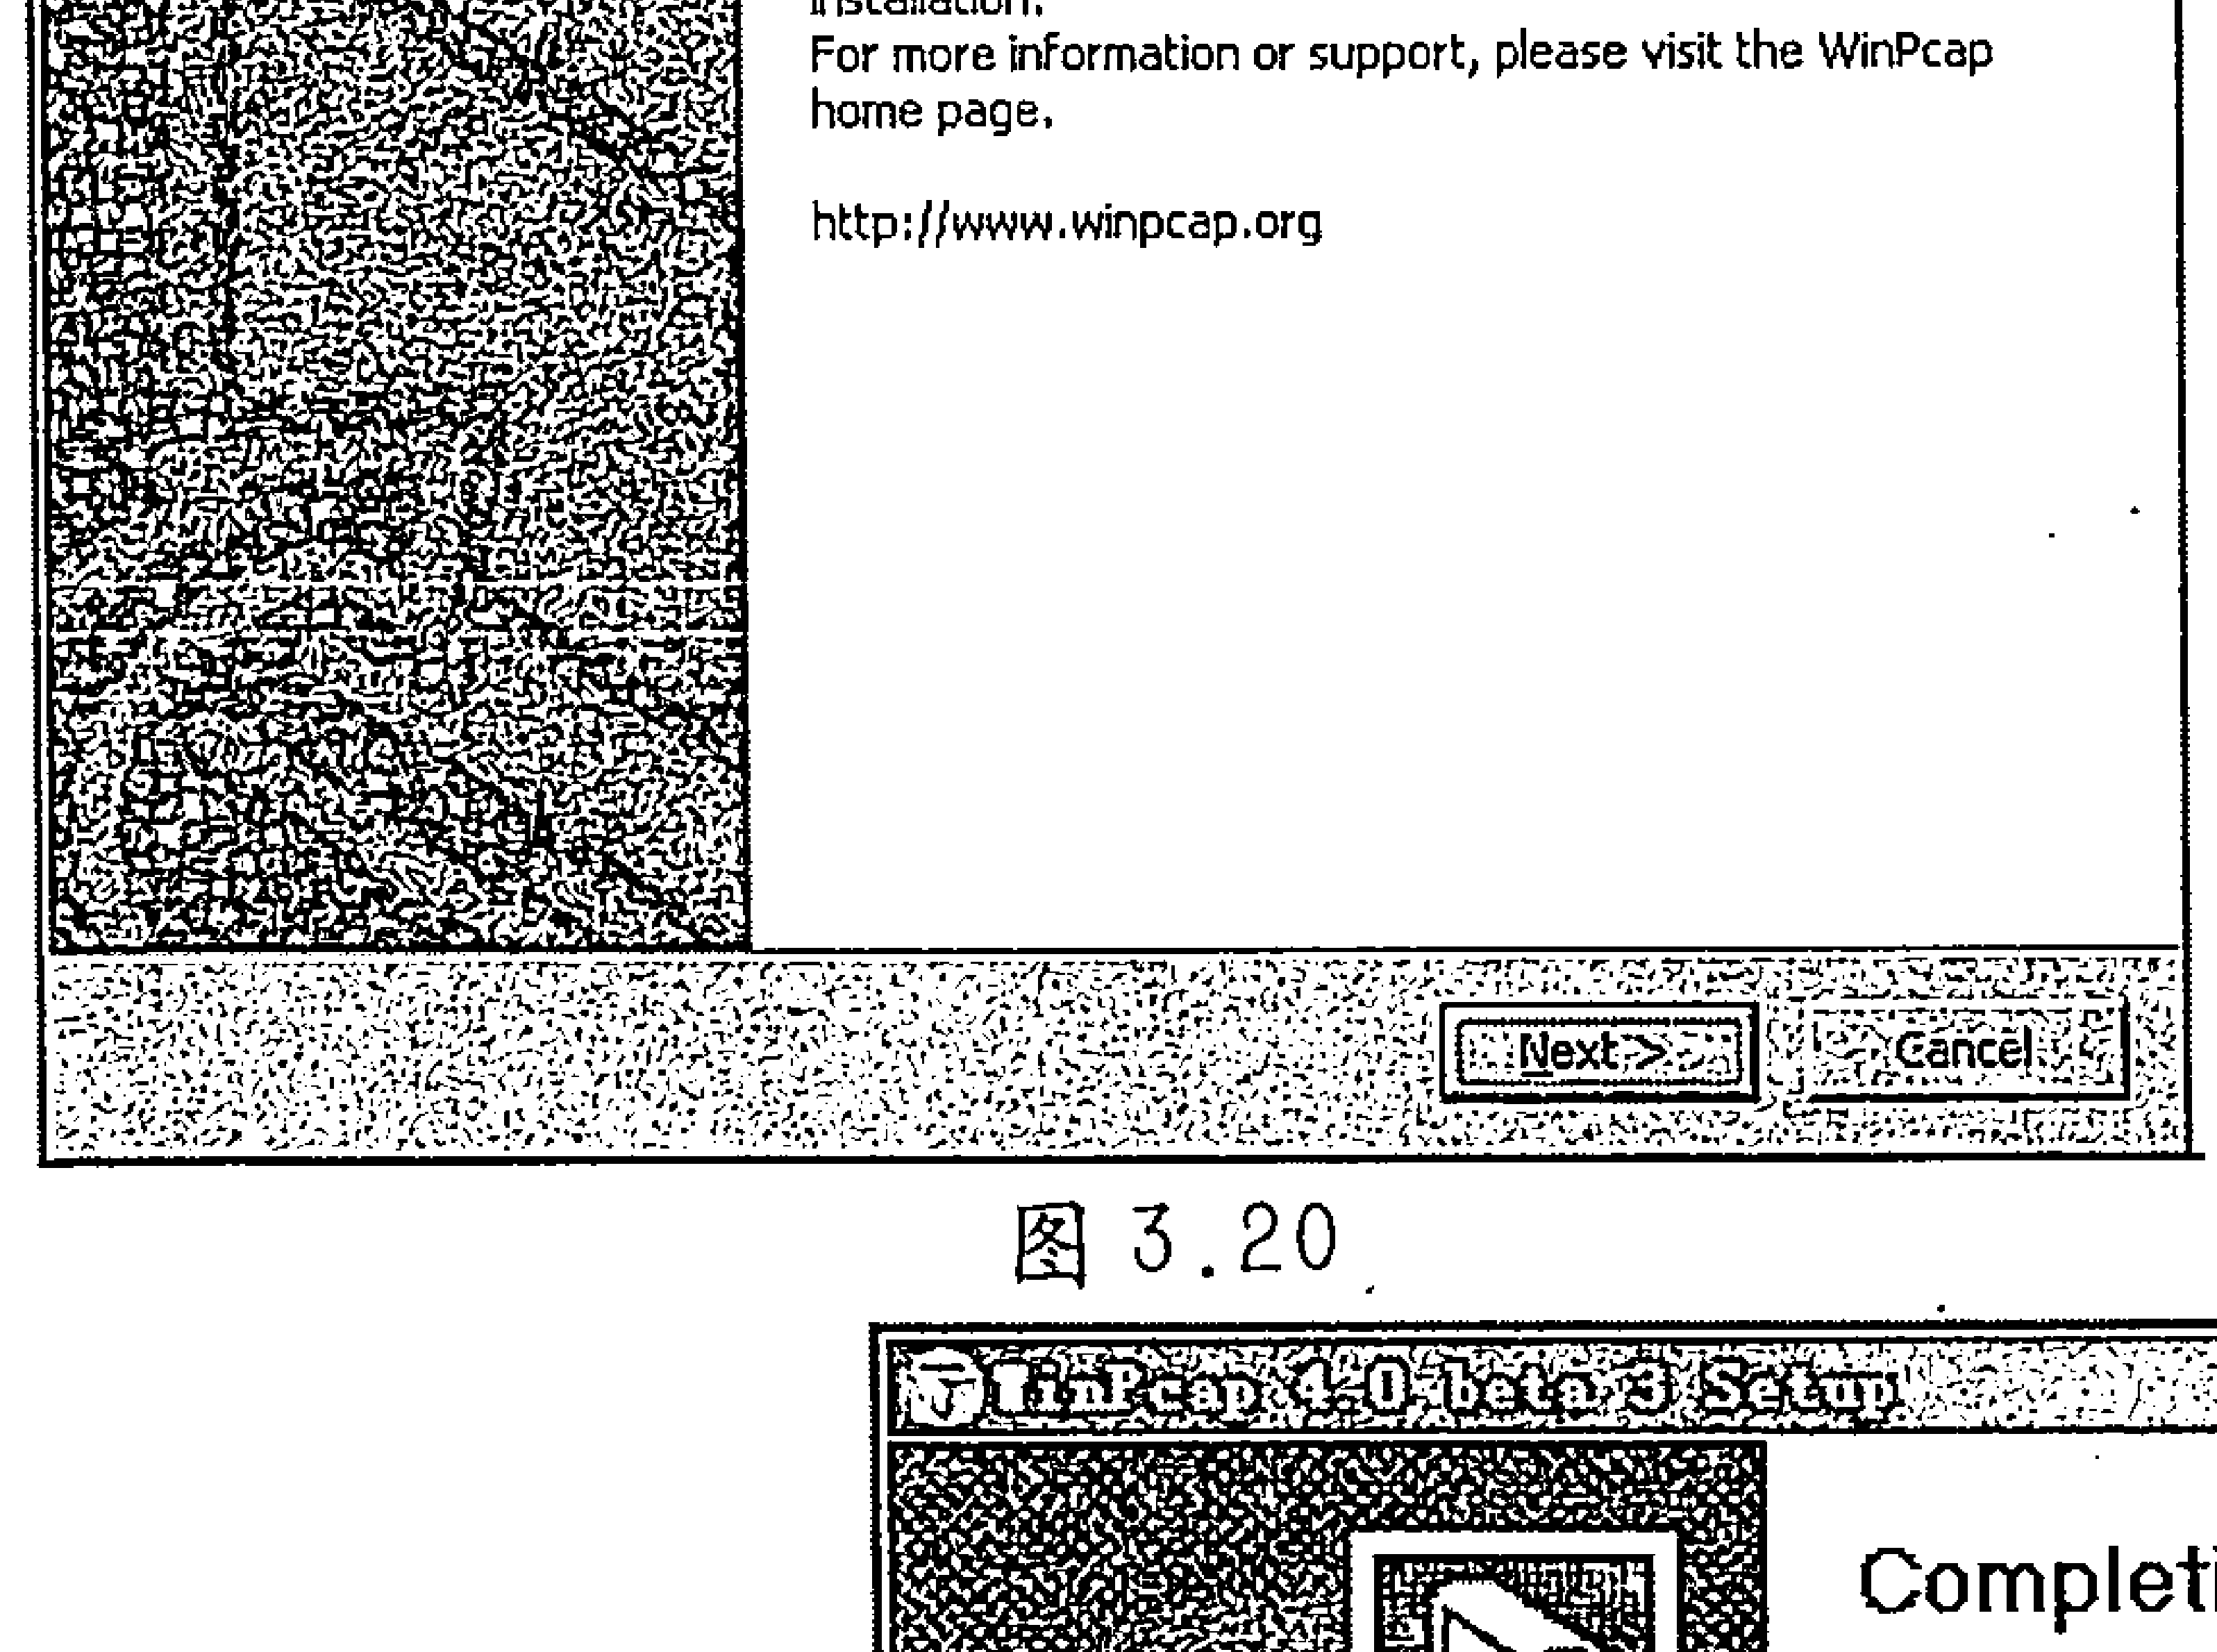 installation.
For more information or support, please visit the WinPcap
home page.
http://www.winpcap.org
Next >
Cancel
图 3.20
WinPcap 4.0 beta 3 Setup
Completi